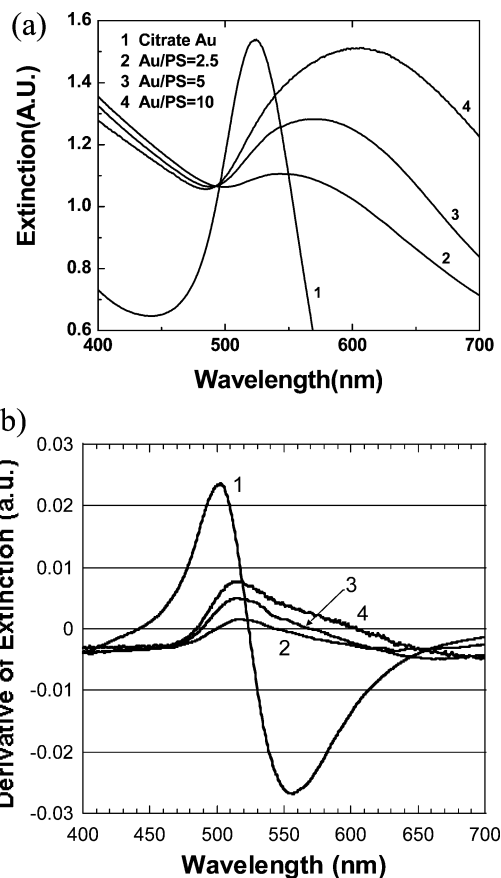 (a)
1 Citrate Au
2 Au/PS=2.5
3 Au/PS=5
4 Au/PS=10
Extinction(A.U.)
1.6
1.4
1.2
1.0
0.8
0.6
4
3
2
1
400 500 600 700
Wavelength(nm)
b)
Derivative of Extinction (a.u.)
0.03
0.02
0.01
0
-0.01
-0.02
-0.03
1
3
4
2
400 450 500 550 600 650 700
Wavelength (nm)